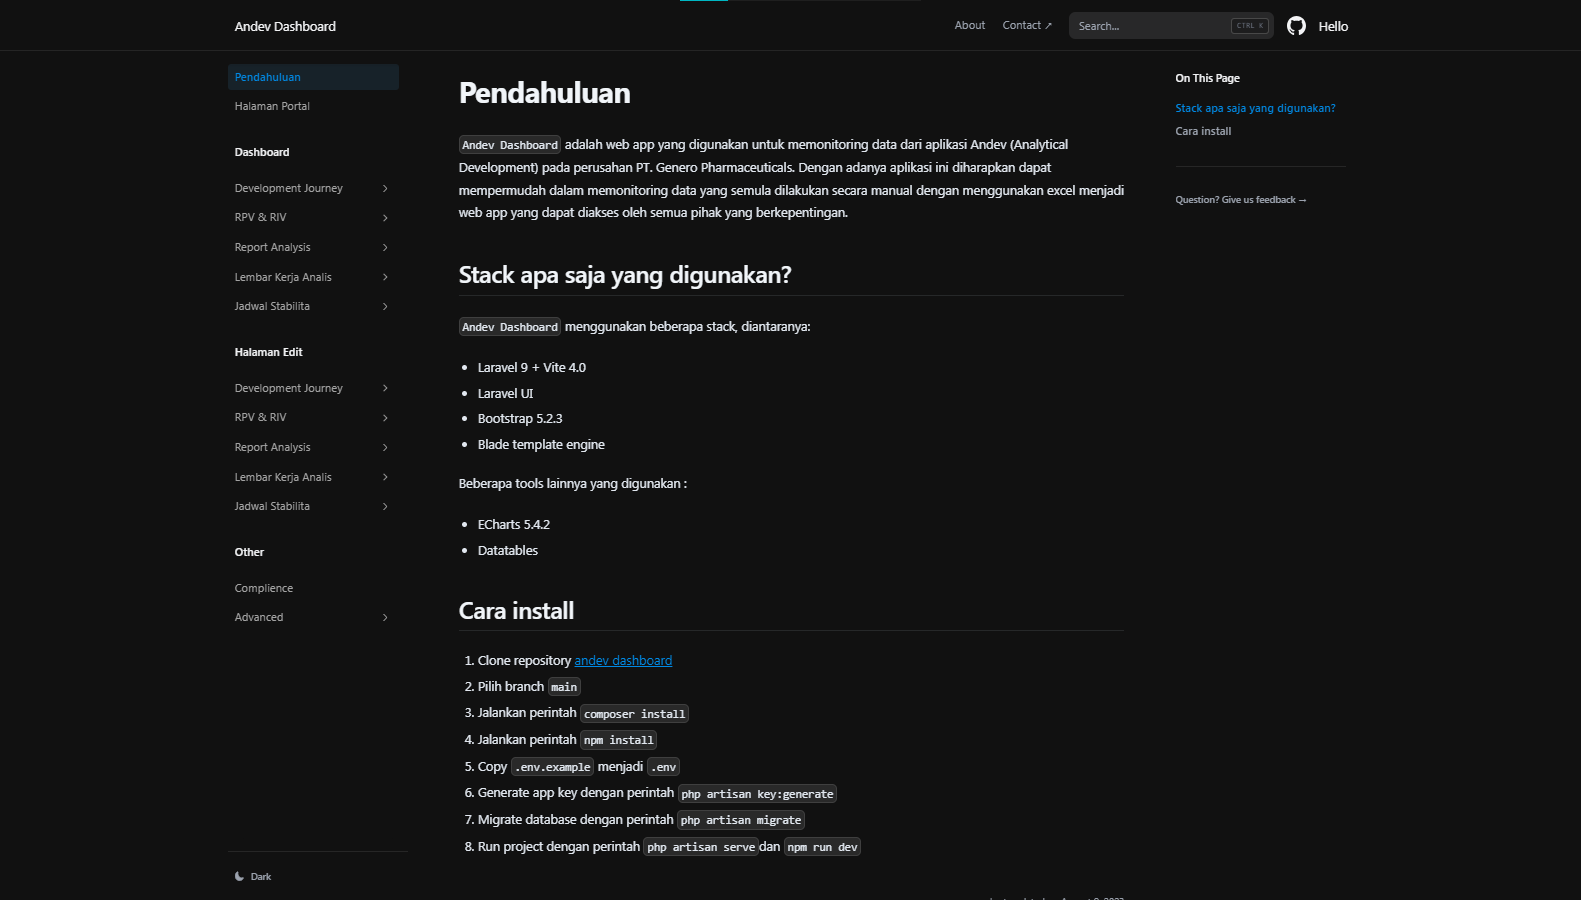 Andev Dashboard
About
Contact ↗
Search...
CTRL K
Hello
Pendahuluan
Halaman Portal
Dashboard
Development Journey
RPV & RIV
Report Analysis
Lembar Kerja Analis
Jadwal Stabilita
Halaman Edit
Development Journey
RPV & RIV
Report Analysis
Lembar Kerja Analis
Jadwal Stabilita
Other
Complience
Advanced
Dark
Pendahuluan
Andev Dashboard adalah web app yang digunakan untuk memonitoring data dari aplikasi Andev (Analytical
Development) pada perusahan PT. Genero Pharmaceuticals. Dengan adanya aplikasi ini diharapkan dapat
mempermudah dalam memonitoring data yang semula dilakukan secara manual dengan menggunakan excel menjadi
web app yang dapat diakses oleh semua pihak yang berkepentingan.
Stack apa saja yang digunakan?
Andev Dashboard menggunakan beberapa stack, diantaranya:
• Laravel 9 + Vite 4.0
• Laravel UI
• Bootstrap 5.2.3
• Blade template engine
Beberapa tools lainnya yang digunakan :
• ECharts 5.4.2
• Datatables
Cara install
1. Clone repository andev dashboard
2. Pilih branch main
3. Jalankan perintah composer install
4. Jalankan perintah npm install
5. Copy .env.example menjadi .env
6. Generate app key dengan perintah php artisan key:generate
7. Migrate database dengan perintah php artisan migrate
8. Run project dengan perintah php artisan serve dan npm run dev
On This Page
Stack apa saja yang digunakan?
Cara install
Question? Give us feedback →